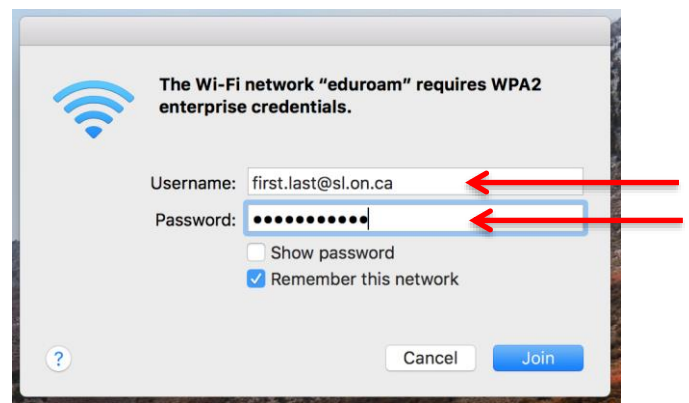 The Wi-Fi network “eduroam” requires WPA2
enterprise credentials.
Username: first.last@sl.on.ca
Password: •••••••••••
Show password
Remember this network
? Cancel Join